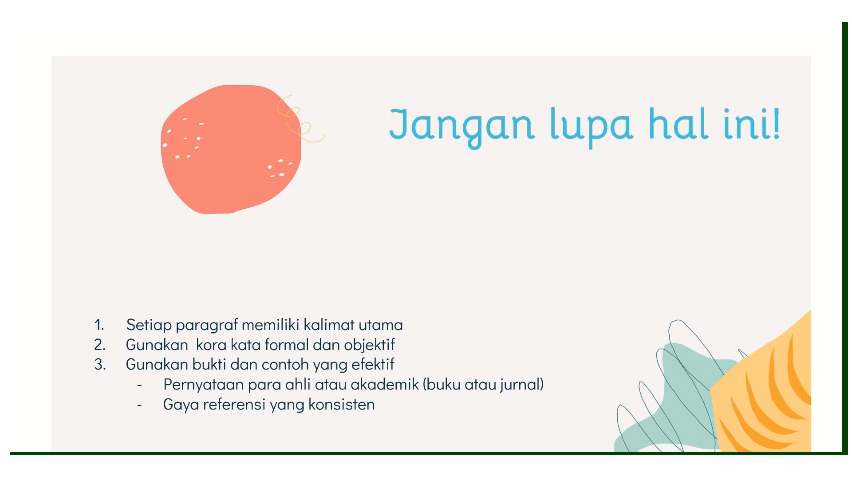 Jangan lupa hal ini!
1. Setiap paragraf memiliki kalimat utama
2. Gunakan kora kata formal dan objektif
3. Gunakan bukti dan contoh yang efektif
- Pernyataan para ahli atau akademik (buku atau jurnal)
- Gaya referensi yang konsisten